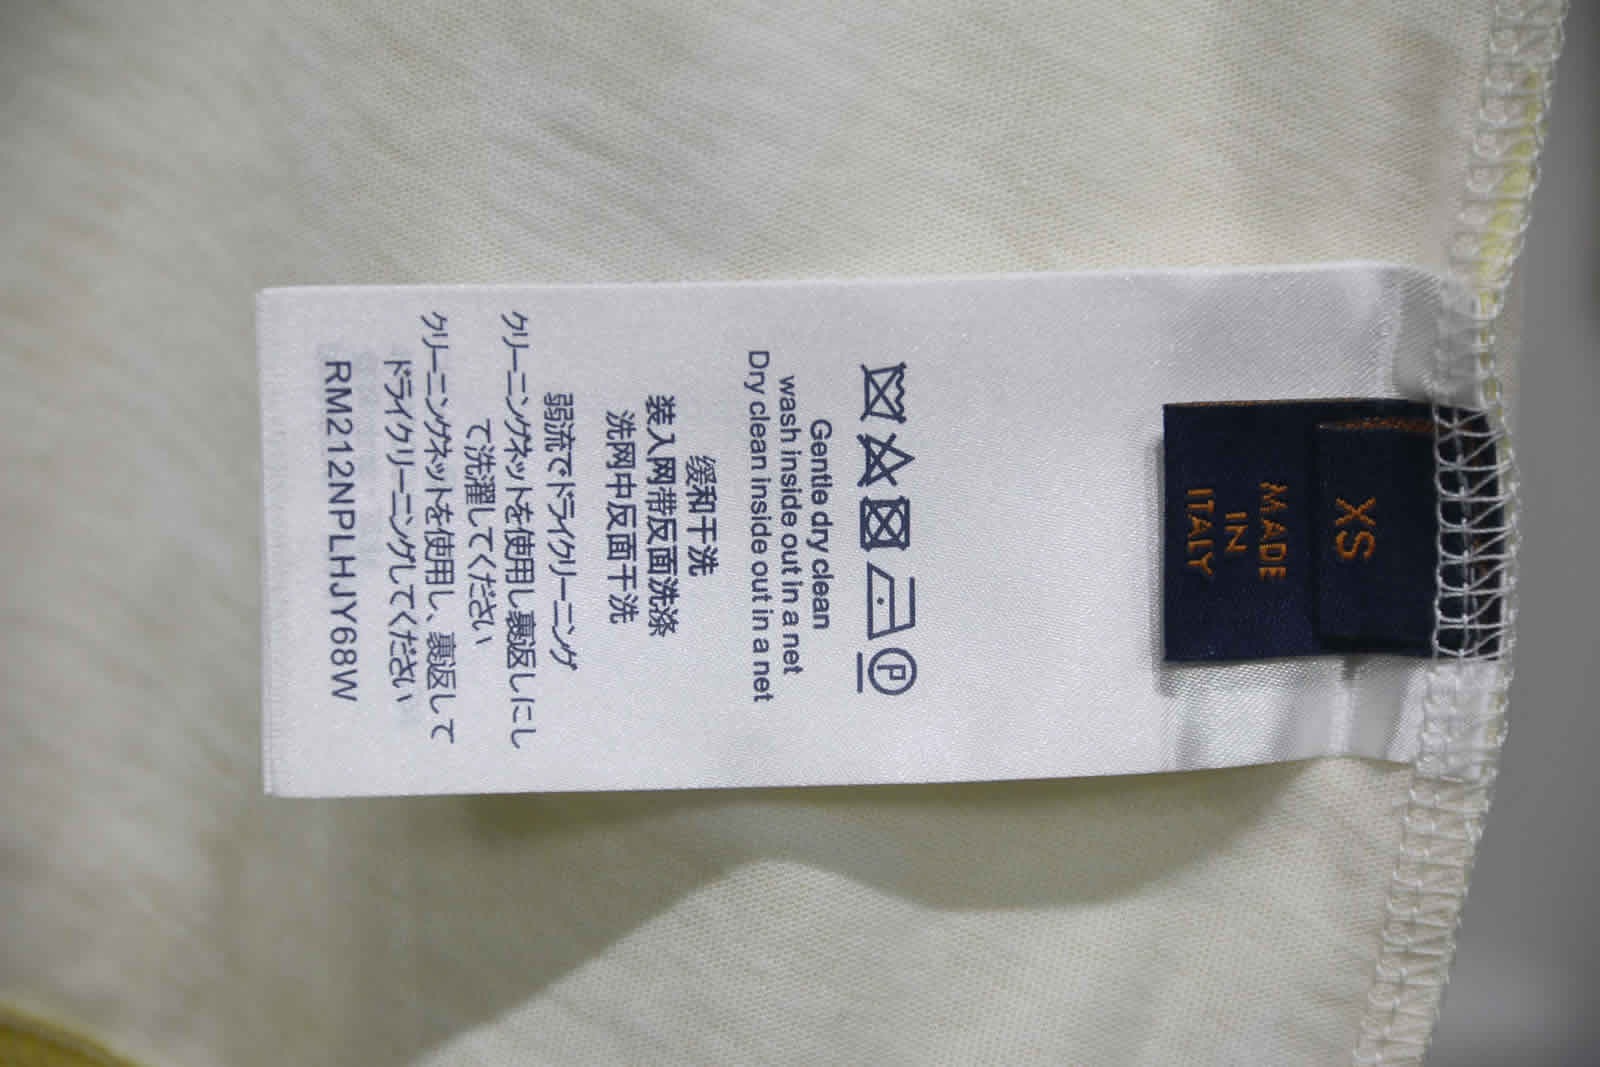 XS
MADE
IN
ITALY
P
Gentle dry clean
wash inside out in a net
Dry clean inside out in a net
缓和干洗
装入网带反面洗涤
洗网中反面干洗
弱流でドライクリーニング
クリーニングネットを使用し裏返しにし
て洗濯してください
クリーニングネットを使用し、裏返して
ドライクリーニングしてください
RM212NPLHJY68W